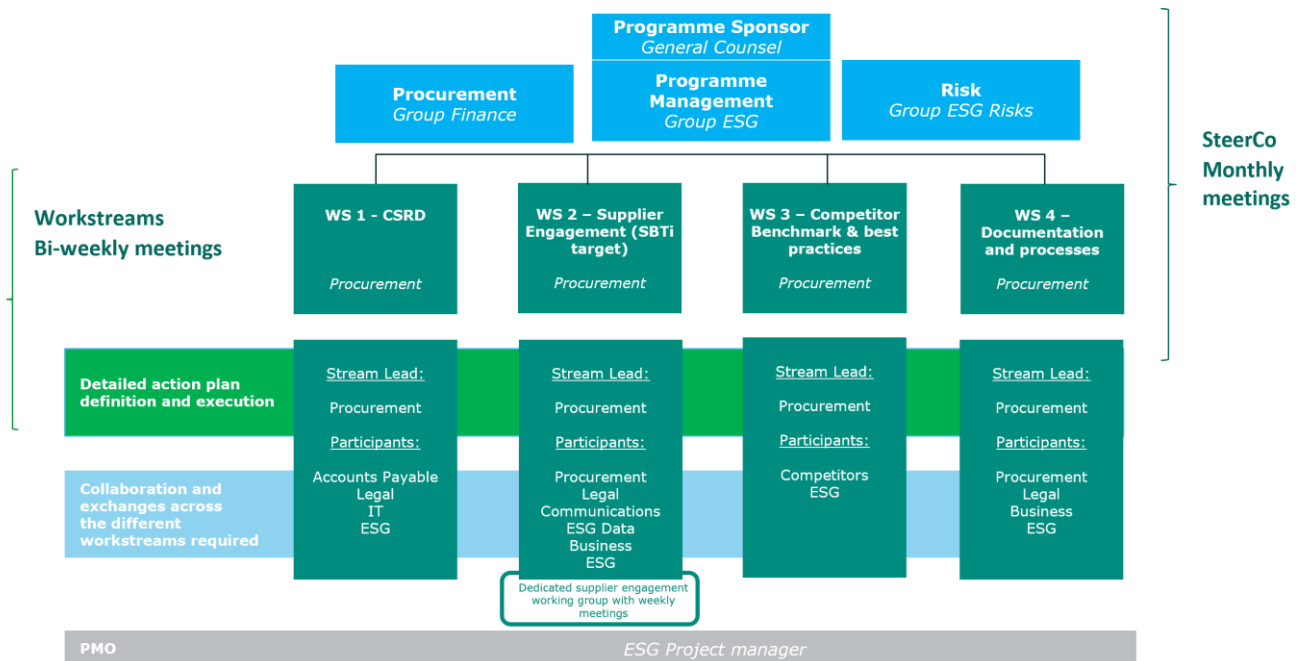 Programme Sponsor
General Counsel
Procurement
Group Finance
Programme
Management
Group ESG
Risk
Group ESG Risks
SteerCo
Monthly
meetings
Workstreams
Bi-weekly meetings
WS 1 - CSRD
Procurement
WS 2 – Supplier
Engagement (SBTi
target)
Procurement
WS 3 – Competitor
Benchmark & best
practices
Procurement
WS 4 –
Documentation
and processes
Procurement
Detailed action plan
definition and execution
Collaboration and
exchanges across
the different
workstreams required
Stream Lead:
Procurement
Participants:
Accounts Payable
Legal
IT
ESG
Stream Lead:
Procurement
Participants:
Procurement
Legal
Communications
ESG Data
Business
ESG
Dedicated supplier engagement
working group with weekly
meetings
Stream Lead:
Procurement
Participants:
Competitors
ESG
Stream Lead:
Procurement
Participants:
Procurement
Legal
Business
ESG
PMO
ESG Project manager